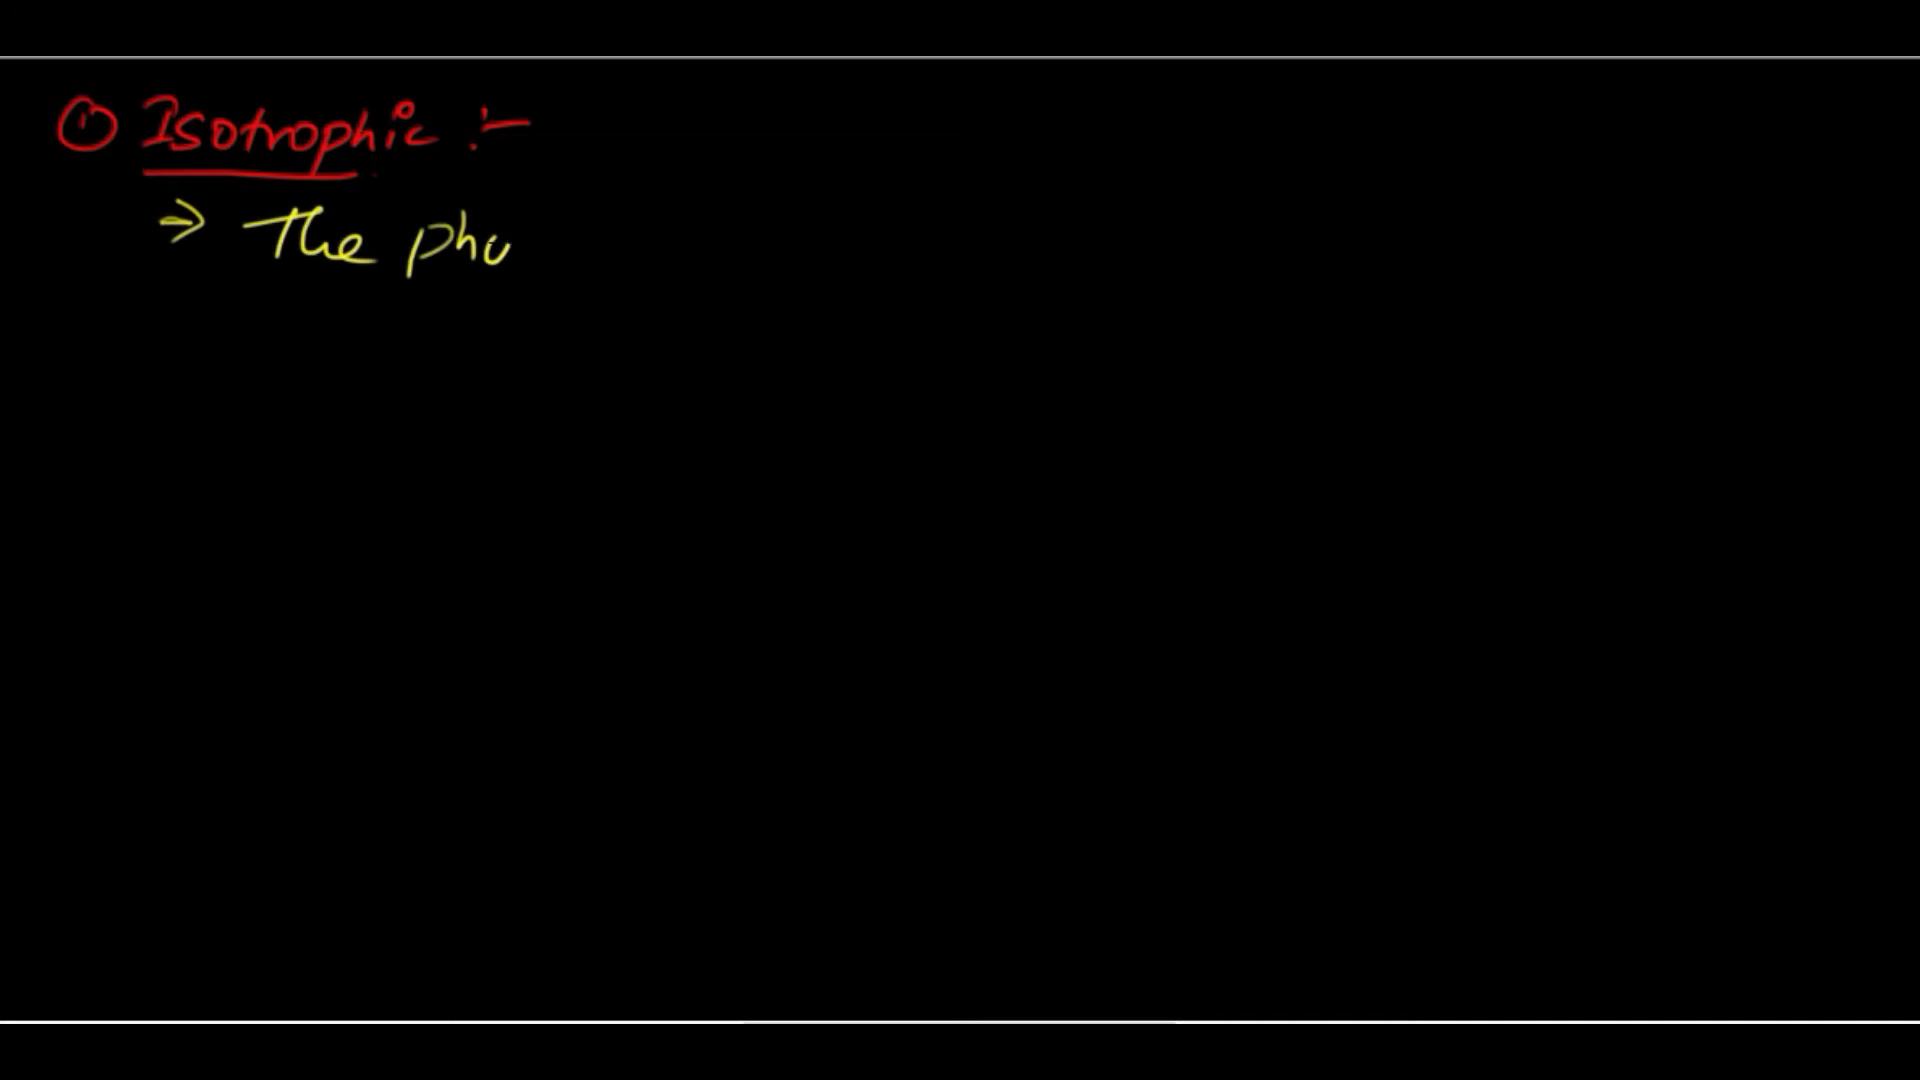 ① Isotrophic :-
⇒ The phu